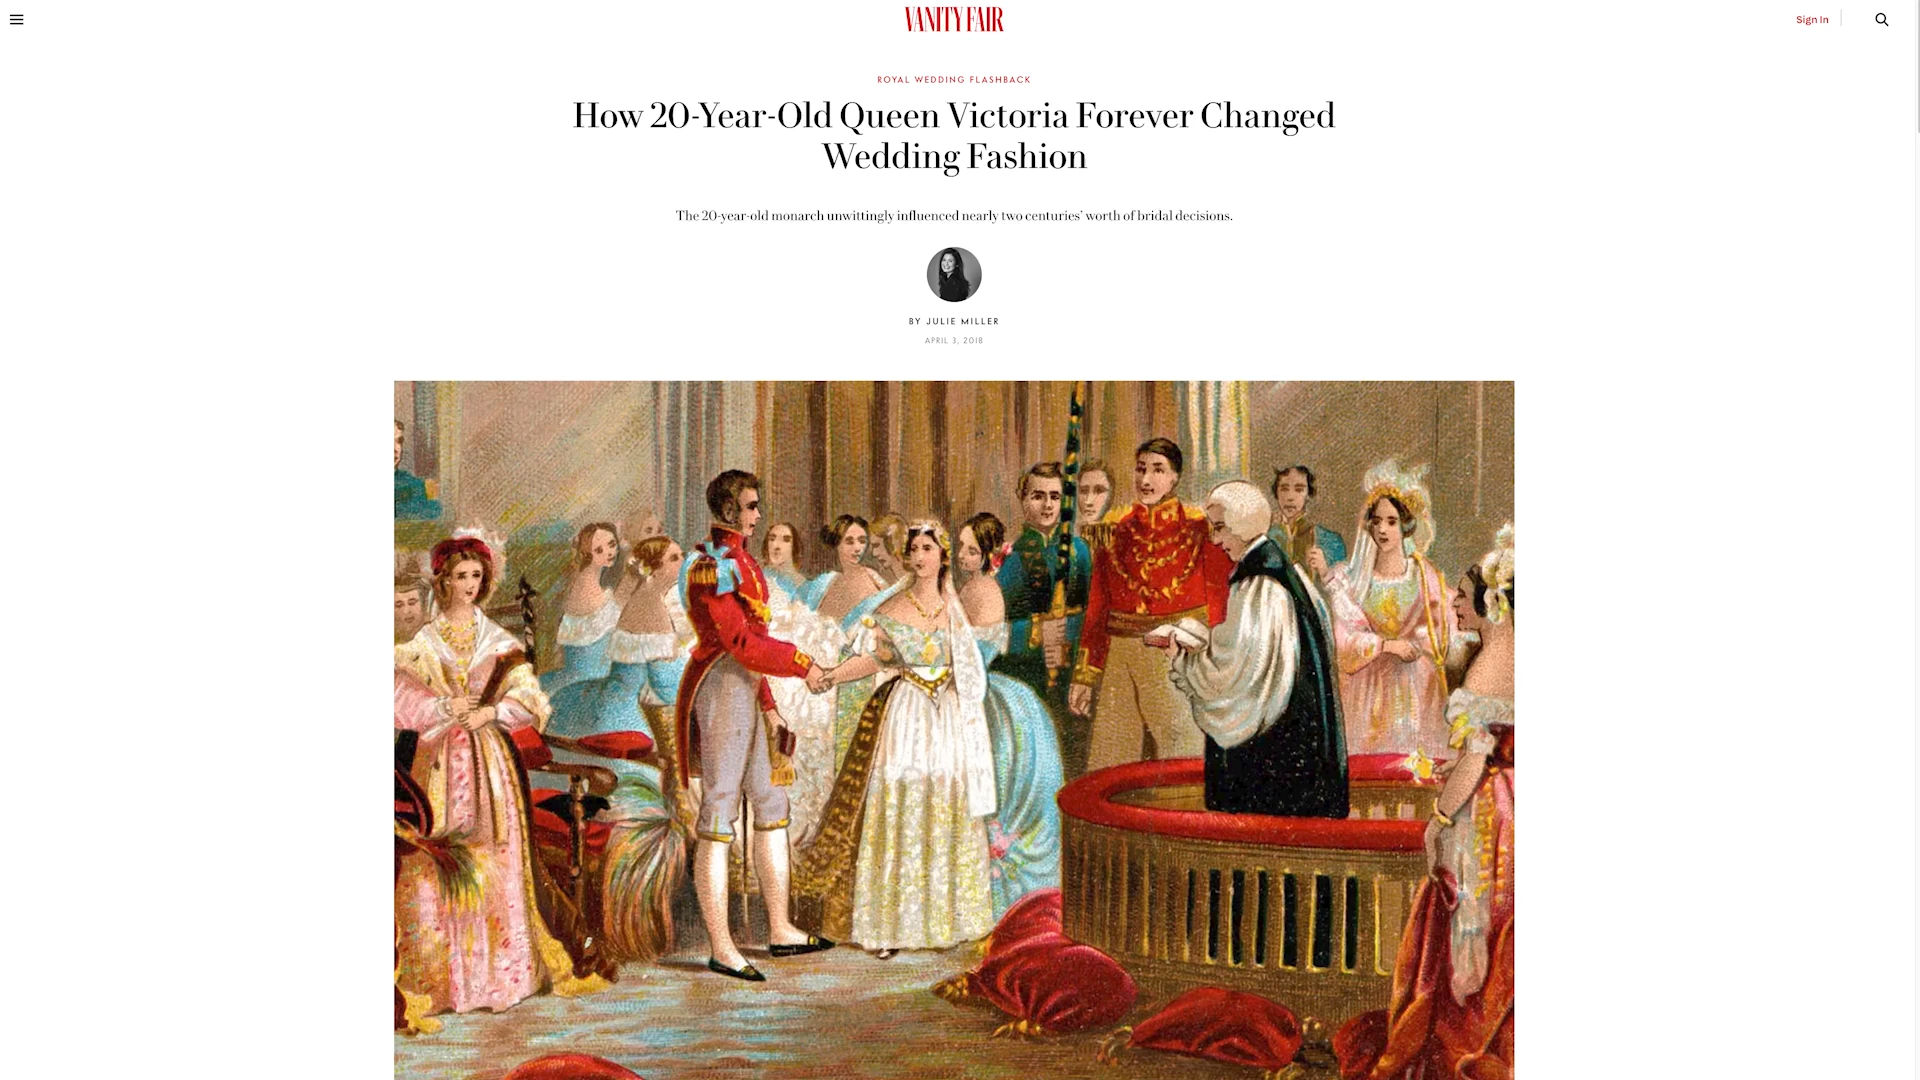 VANITY FAIR
Sign In
ROYAL WEDDING FLASHBACK
How 20-Year-Old Queen Victoria Forever Changed
Wedding Fashion
The 20-year-old monarch unwittingly influenced nearly two centuries’ worth of bridal decisions.
BY JULIE MILLER
APRIL 3, 2018